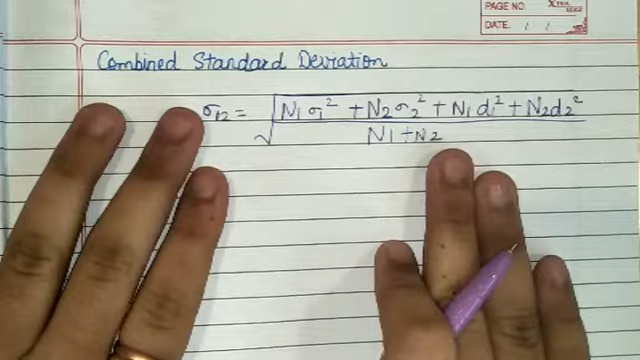 PAGE NO
DATE.
Combined Standard Deviation
σ12 = √((N1σ1² + N2σ2² + N1d1² + N2d2²) / (N1 + N2))